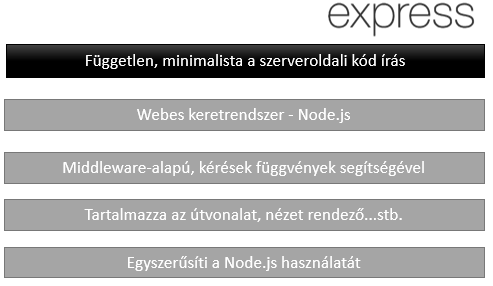 express
Független, minimalista a szerveroldali kód írás
Webes keretrendszer - Node.js
Middleware-alapú, kérések függvények segítségével
Tartalmazza az útvonalat, nézet rendező...stb.
Egyszerűsíti a Node.js használatát